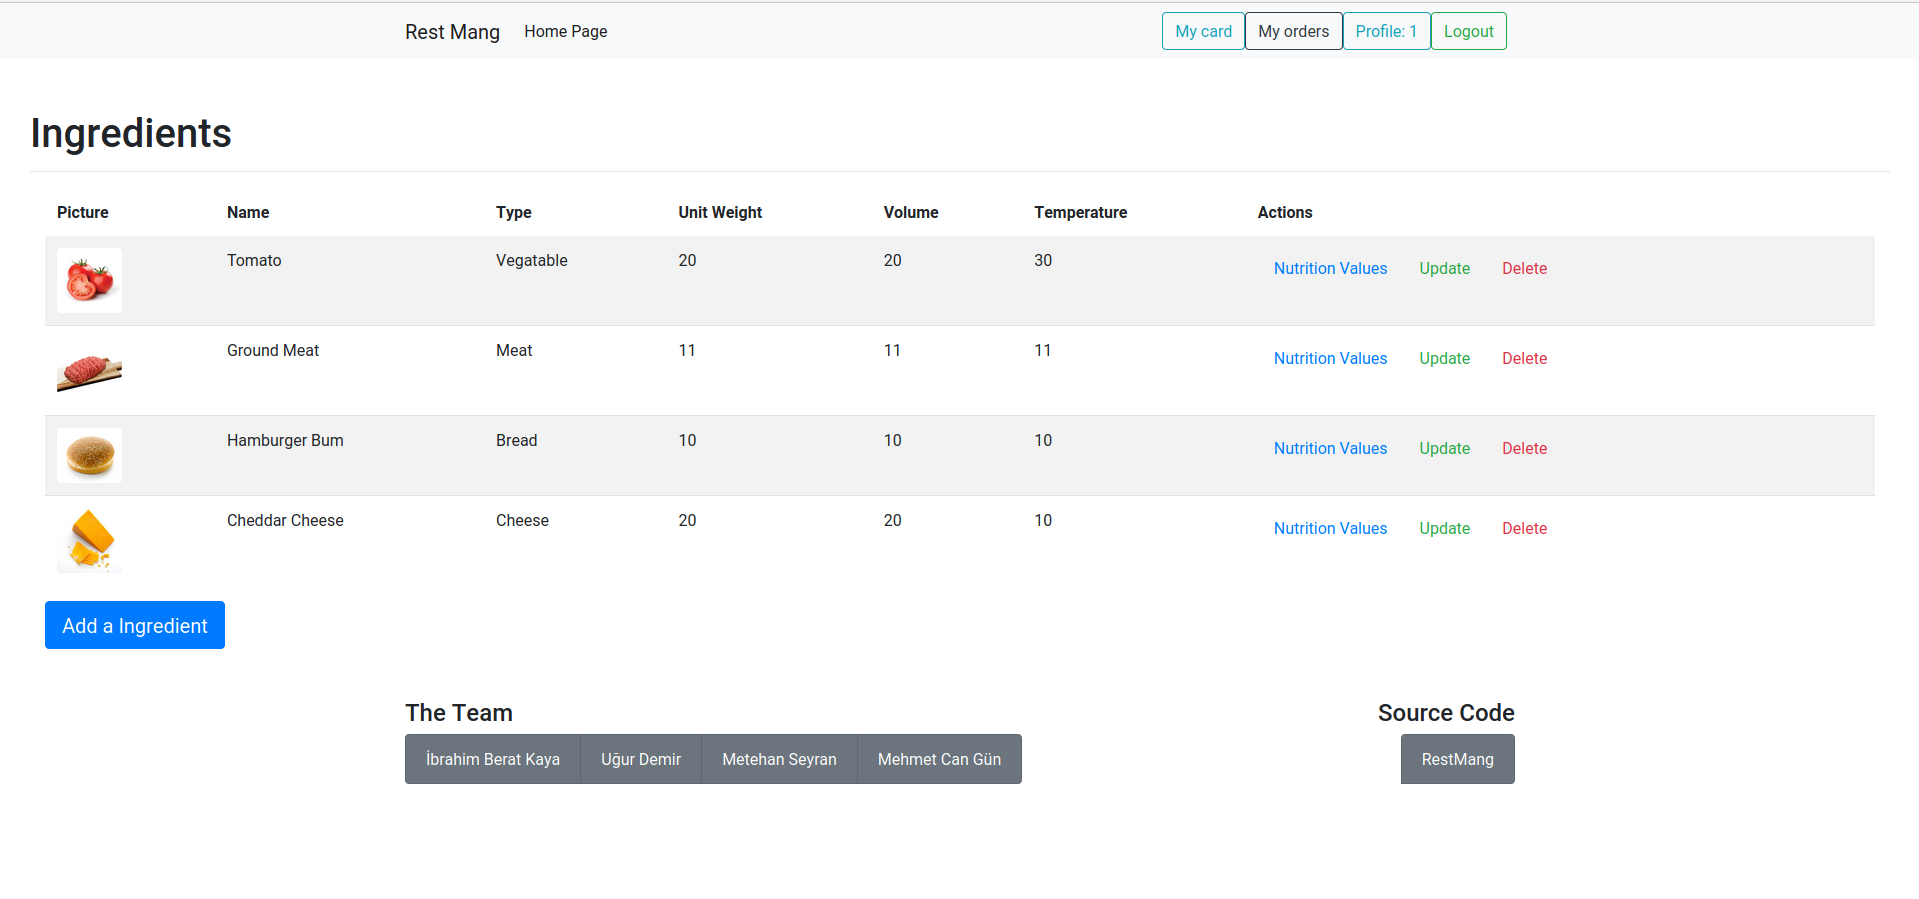 Rest Mang Home Page My card My orders Profile: 1 Logout
Ingredients
Picture Name Type Unit Weight Volume Temperature Actions
Tomato Vegatable 20 20 30 Nutrition Values Update Delete
Ground Meat Meat 11 11 11 Nutrition Values Update Delete
Hamburger Bum Bread 10 10 10 Nutrition Values Update Delete
Cheddar Cheese Cheese 20 20 10 Nutrition Values Update Delete
Add a Ingredient
The Team Source Code
İbrahim Berat Kaya Uğur Demir Metehan Seyran Mehmet Can Gün RestMang